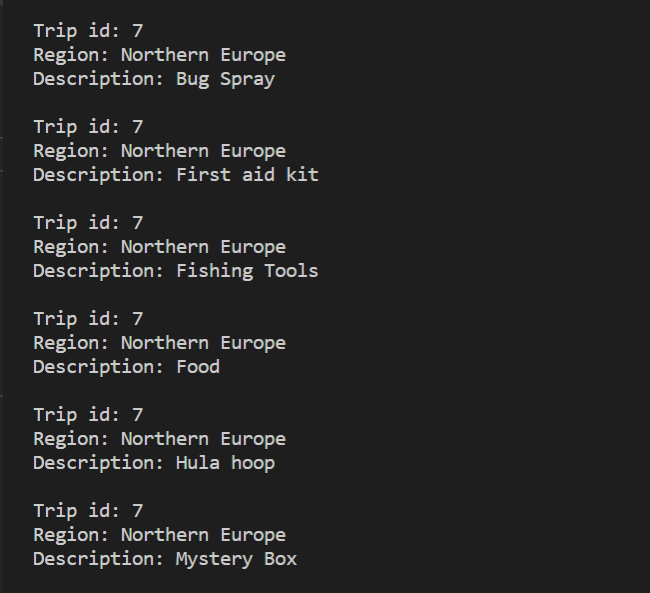 Trip id: 7
Region: Northern Europe
Description: Bug Spray
Trip id: 7
Region: Northern Europe
Description: First aid kit
Trip id: 7
Region: Northern Europe
Description: Fishing Tools
Trip id: 7
Region: Northern Europe
Description: Food
Trip id: 7
Region: Northern Europe
Description: Hula hoop
Trip id: 7
Region: Northern Europe
Description: Mystery Box